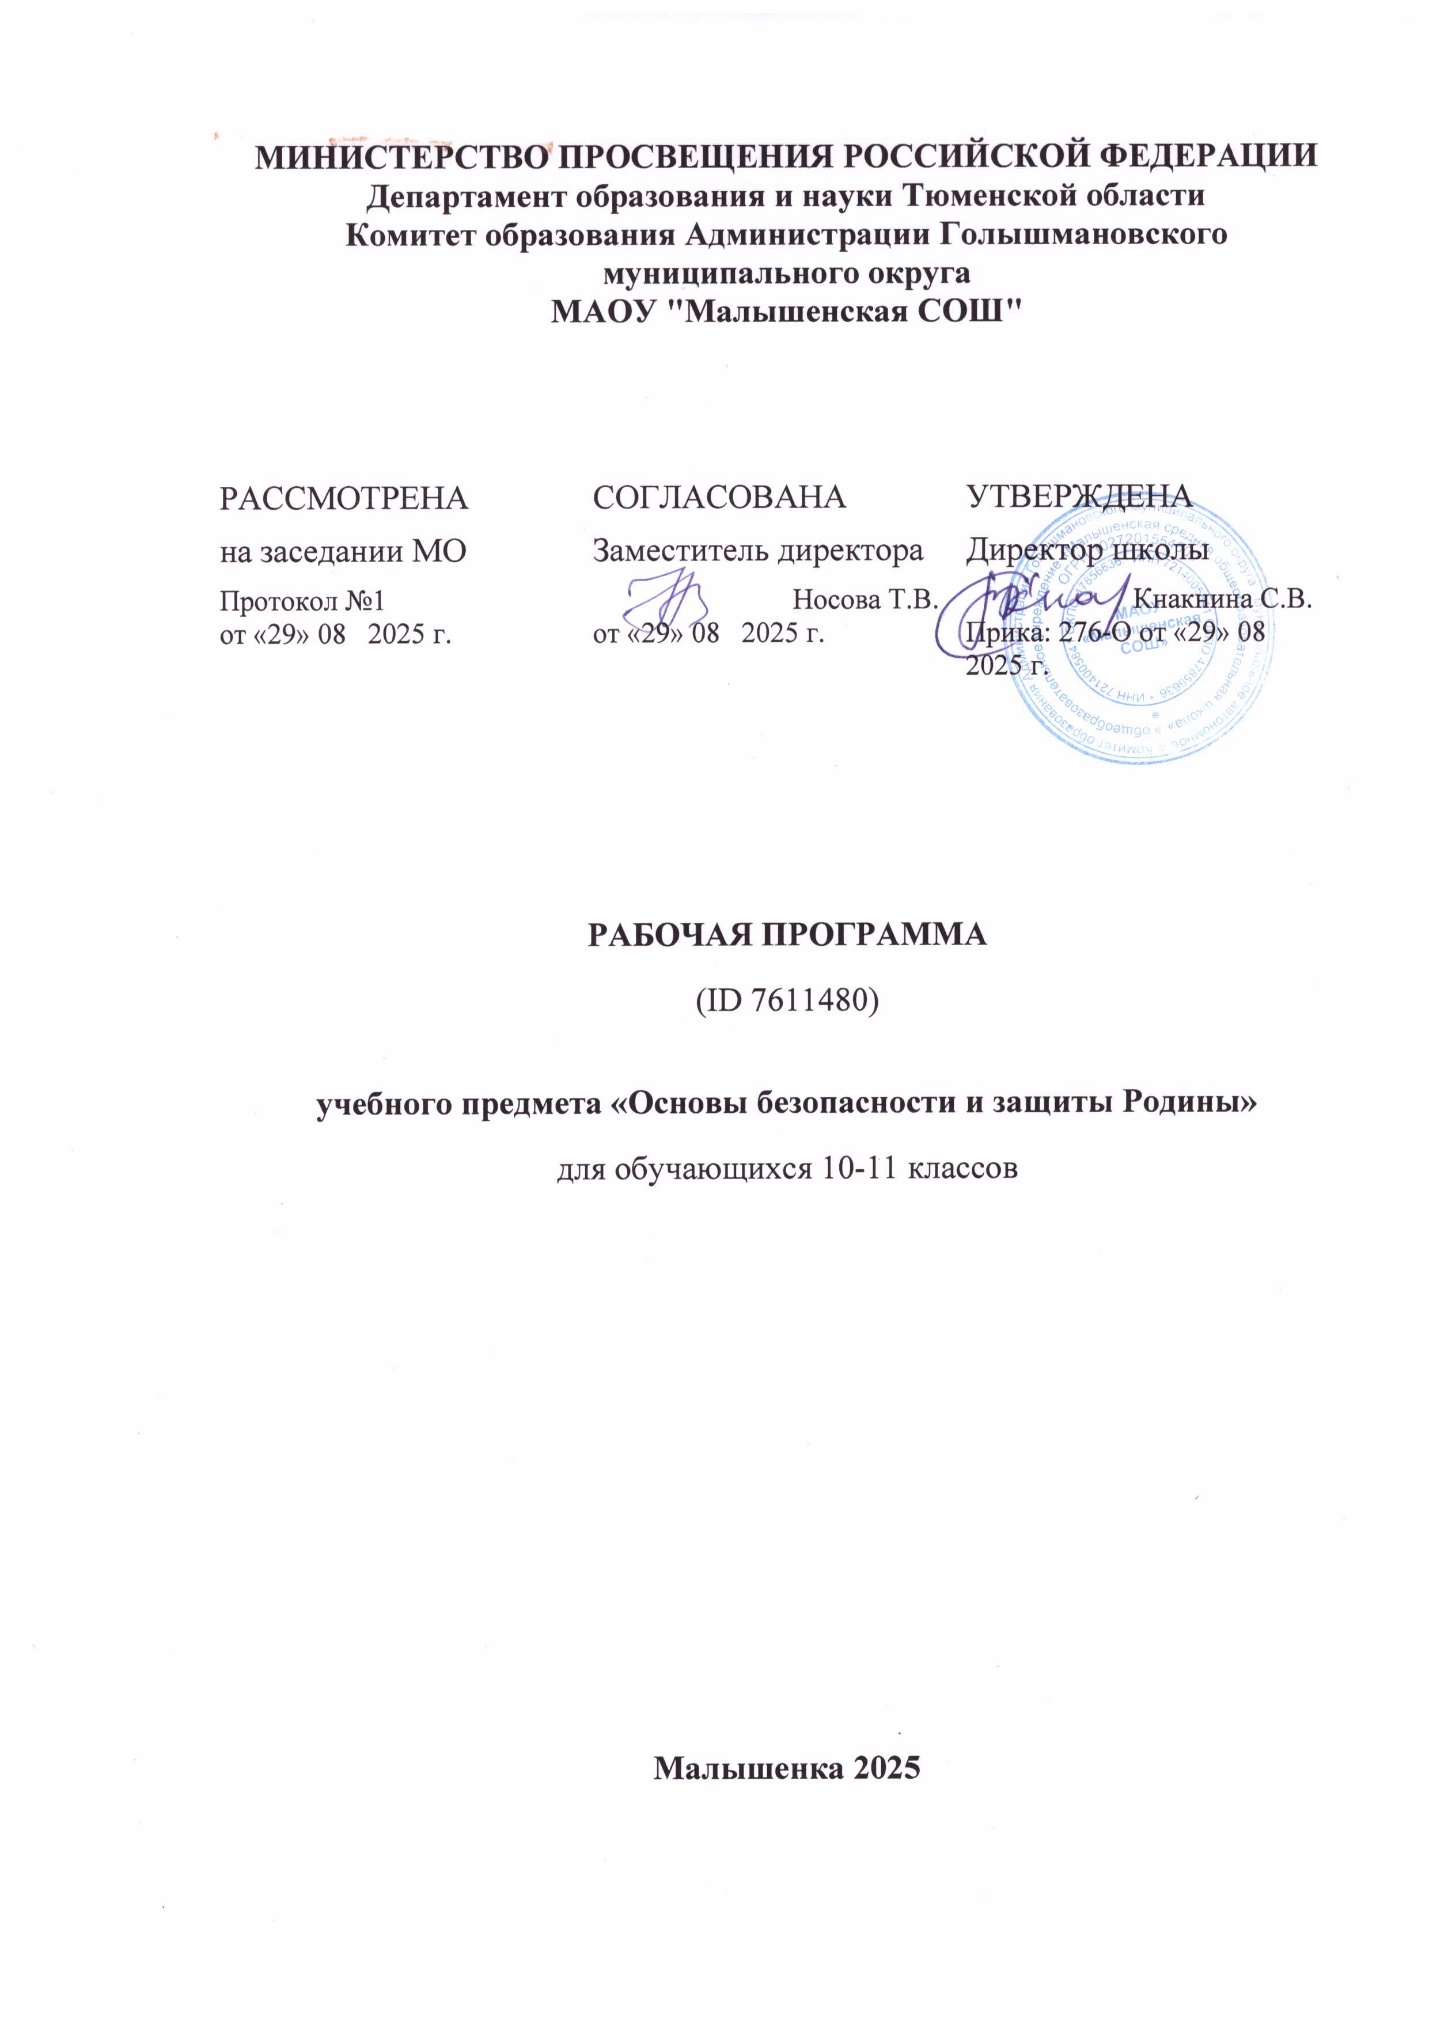 МИНИСТЕРСТВО ПРОСВЕЩЕНИЯ РОССИЙСКОЙ ФЕДЕРАЦИИ
Департамент образования и науки Тюменской области
Комитет образования Администрации Голышмановского
муниципального округа
МАОУ "Малышенская СОШ"
РАССМОТРЕНА
на заседании МО
Протокол №1
от «29» 08 2025 г.
СОГЛАСОВАНА
Заместитель директора
Носова Т.В.
от «29» 08 2025 г.
УТВЕРЖДЕНА
Директор школы
Кнакнина С.В.
Прика: 276-О от «29» 08
2025 г.
МАОУ
«Малышенская
СОШ»
РАБОЧАЯ ПРОГРАММА
(ID 7611480)
учебного предмета «Основы безопасности и защиты Родины»
для обучающихся 10-11 классов
Малышенка 2025